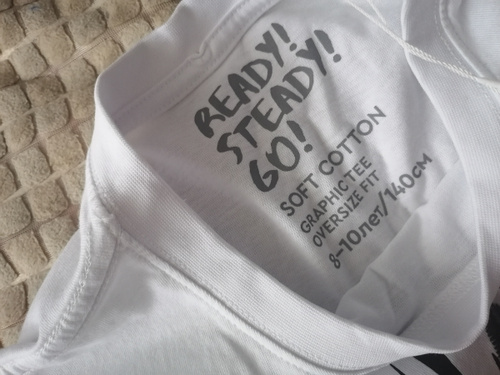 READY!
STEADY!
GO!
SOFT COTTON
GRAPHIC TEE
OVERSIZE FIT
8-10лет/140см